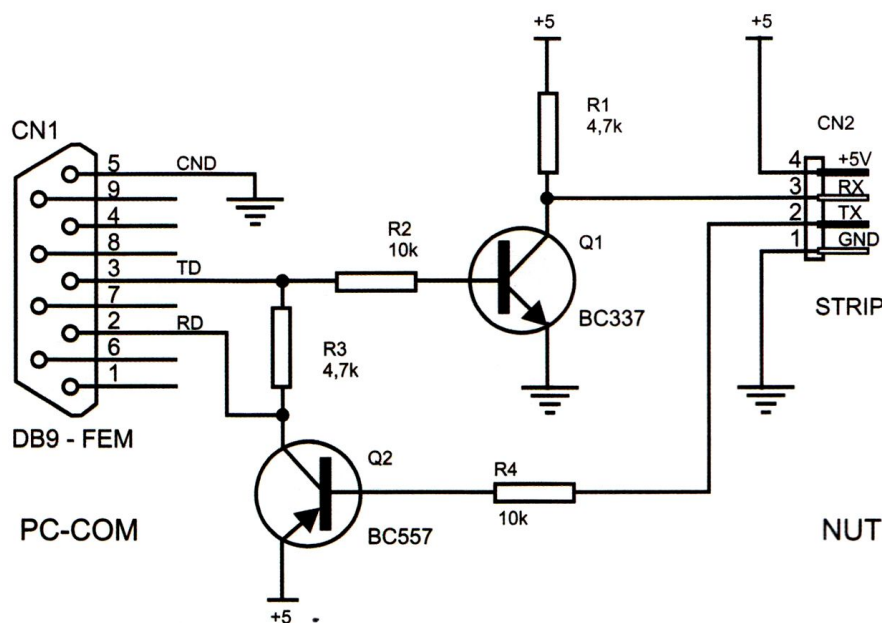 +5
+5
R1
4,7k
CN1
CN2
5
CND
4
+5V
9
3
RX
4
2
TX
8
1
GND
3
TD
R2
10k
Q1
7
2
RD
BC337
STRIP
6
R3
4,7k
1
DB9 - FEM
Q2
R4
10k
BC557
PC-COM
NUT
+5